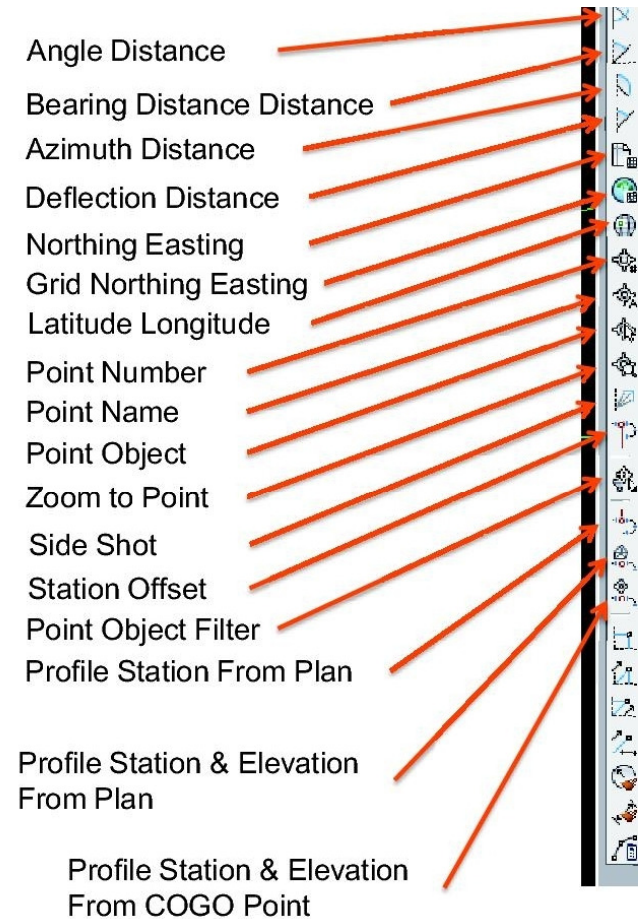 Angle Distance
Bearing Distance Distance
Azimuth Distance
Deflection Distance
Northing Easting
Grid Northing Easting
Latitude Longitude
Point Number
Point Name
Point Object
Zoom to Point
Side Shot
Station Offset
Point Object Filter
Profile Station From Plan
Profile Station & Elevation
From Plan
Profile Station & Elevation
From COGO Point